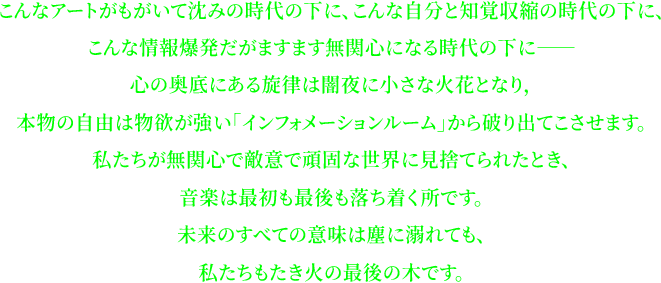 こんなアートがもがいて沈みの時代の下に、こんな自分と知覚収縮の時代の下に、
こんな情報爆発だがますます無関心になる時代の下に——
心の奥底にある旋律は闇夜に小さな火花となり,
本物の自由は物欲が強い「インフォメーションルーム」から破り出てこさせます。
私たちが無関心で敵意で頑固な世界に見捨てられたとき、
音楽は最初も最後も落ち着く所です。
未来のすべての意味は塵に溺れても、
私たちもたき火の最後の木です。